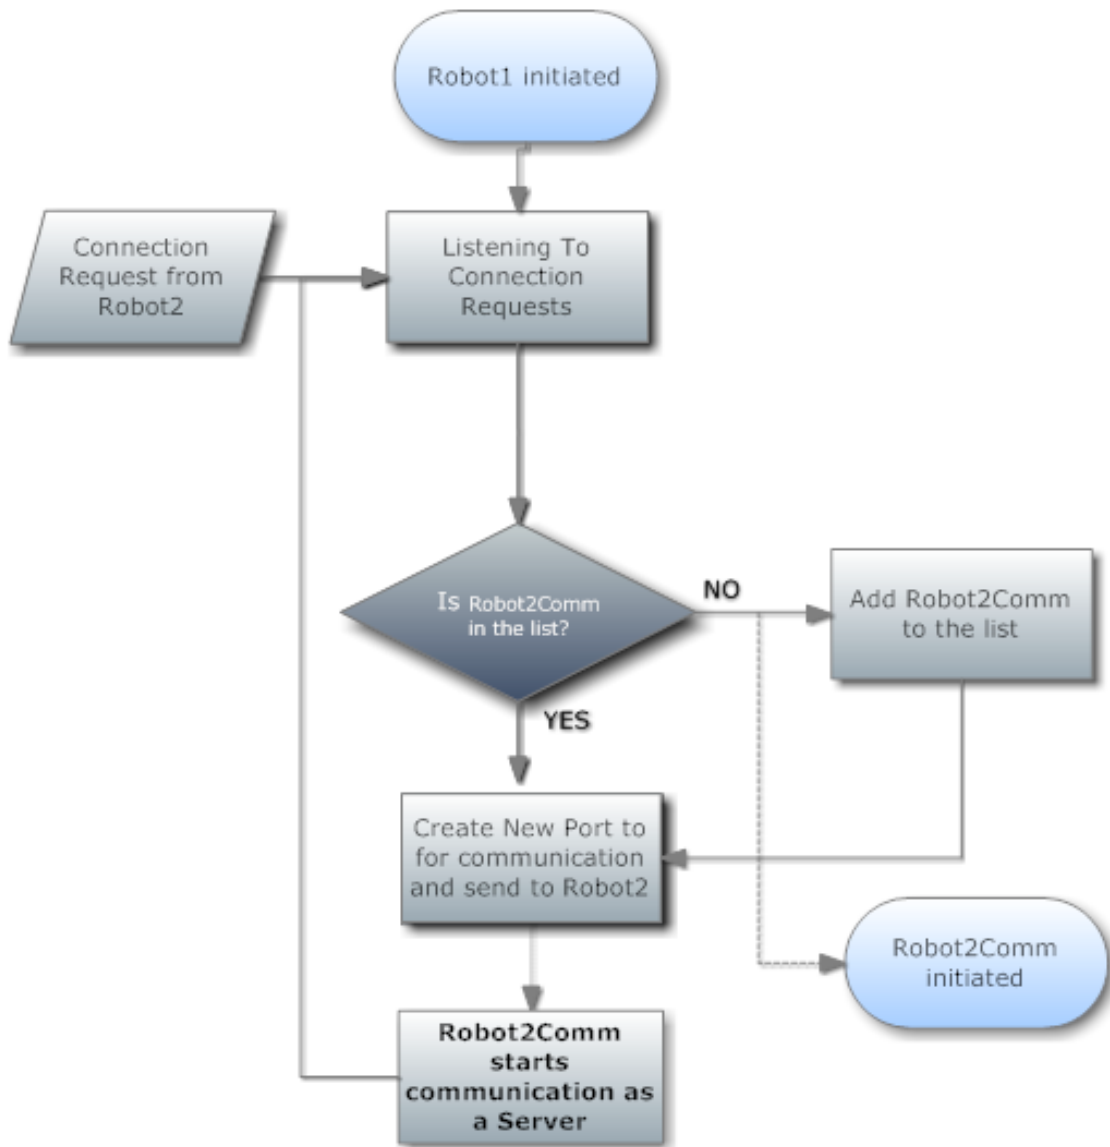 Robot1 initiated
Connection
Request from
Robot2
Listening To
Connection
Requests
Is Robot2Comm
in the list?
NO
Add Robot2Comm
to the list
YES
Create New Port to
for communication
and send to Robot2
Robot2Comm
initiated
Robot2Comm
starts
communication as
a Server